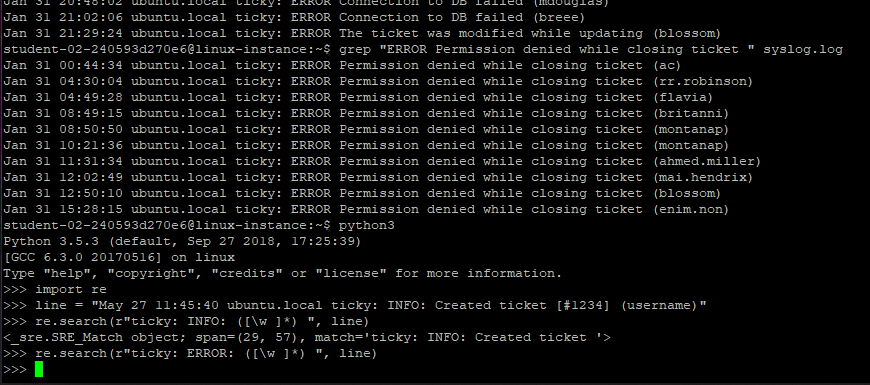 Jan 31 20:48:02 ubuntu.local ticky: ERROR Connection to DB failed (mdouglas)
Jan 31 21:02:06 ubuntu.local ticky: ERROR Connection to DB failed (breee)
Jan 31 21:29:24 ubuntu.local ticky: ERROR The ticket was modified while updating (blossom)
student-02-240593d270e6@linux-instance:~$ grep "ERROR Permission denied while closing ticket " syslog.log
Jan 31 00:44:34 ubuntu.local ticky: ERROR Permission denied while closing ticket (ac)
Jan 31 04:30:04 ubuntu.local ticky: ERROR Permission denied while closing ticket (rr.robinson)
Jan 31 04:49:28 ubuntu.local ticky: ERROR Permission denied while closing ticket (flavia)
Jan 31 08:49:15 ubuntu.local ticky: ERROR Permission denied while closing ticket (britanni)
Jan 31 08:50:50 ubuntu.local ticky: ERROR Permission denied while closing ticket (montanap)
Jan 31 10:21:36 ubuntu.local ticky: ERROR Permission denied while closing ticket (montanap)
Jan 31 11:31:34 ubuntu.local ticky: ERROR Permission denied while closing ticket (ahmed.miller)
Jan 31 12:02:49 ubuntu.local ticky: ERROR Permission denied while closing ticket (mai.hendrix)
Jan 31 12:50:10 ubuntu.local ticky: ERROR Permission denied while closing ticket (blossom)
Jan 31 15:28:15 ubuntu.local ticky: ERROR Permission denied while closing ticket (enim.non)
student-02-240593d270e6@linux-instance:~$ python3
Python 3.5.3 (default, Sep 27 2018, 17:25:39)
[GCC 6.3.0 20170516] on linux
Type "help", "copyright", "credits" or "license" for more information.
>>> import re
>>> line = "May 27 11:45:40 ubuntu.local ticky: INFO: Created ticket [#1234] (username)"
>>> re.search(r"ticky: INFO: ([\w ]*) ", line)
<_sre.SRE_Match object; span=(29, 57), match='ticky: INFO: Created ticket '>
>>> re.search(r"ticky: ERROR: ([\w ]*) ", line)
>>>